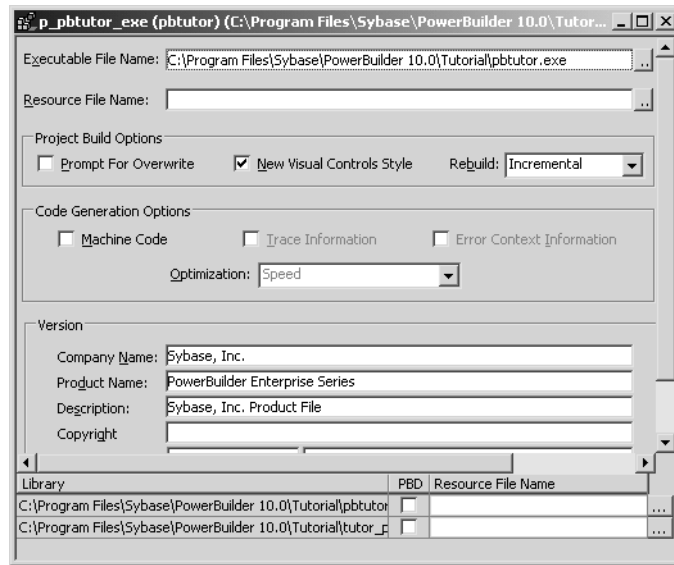 p_pbtutor_exe (pbtutor) (C:\Program Files\Sybase\PowerBuilder 10.0\Tutor...
Executable File Name: C:\Program Files\Sybase\PowerBuilder 10.0\Tutorial\pbtutor.exe ..
Resource File Name: ..
Project Build Options
Prompt For Overwrite New Visual Controls Style Rebuild: Incremental
Code Generation Options
Machine Code Trace Information Error Context Information
Optimization: Speed
Version
Company Name: Sybase, Inc.
Product Name: PowerBuilder Enterprise Series
Description: Sybase, Inc. Product File
Copyright
Library PBD Resource File Name
C:\Program Files\Sybase\PowerBuilder 10.0\Tutorial\pbtutor ...
C:\Program Files\Sybase\PowerBuilder 10.0\Tutorial\tutor_p ...